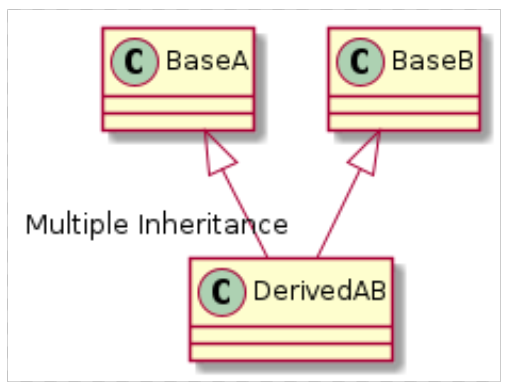 C BaseA
C BaseB
Multiple Inheritance
C DerivedAB